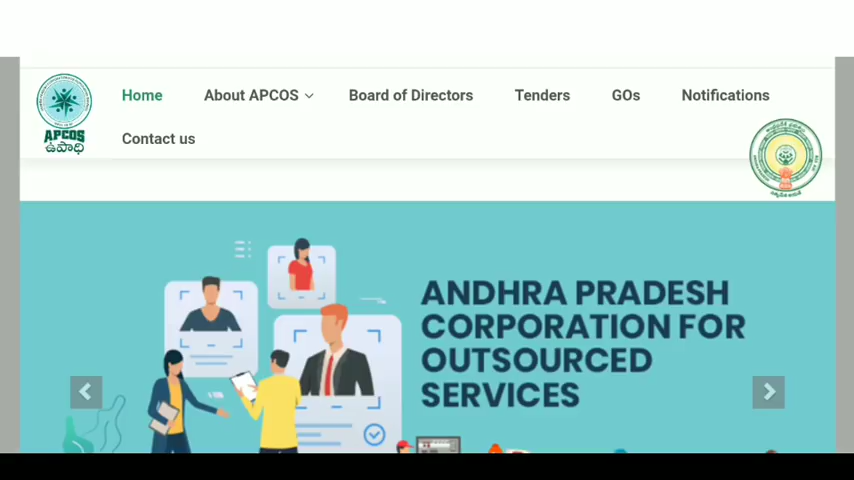 Home
About APCOS
Board of Directors
Tenders
GOs
Notifications
Contact us
APCOS
ఉపాధి
ANDHRA PRADESH
CORPORATION FOR
OUTSOURCED
SERVICES